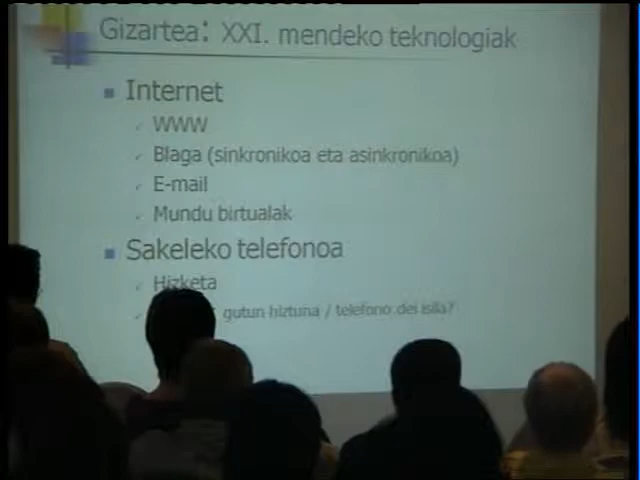 Gizartea: XXI. mendeko teknologiak
Internet
WWW
Blaga (sinkronikoa eta asinkronikoa)
E-mail
Mundu birtualak
Sakeleko telefonoa
Hizketa
gutun hiztuna / telefono dei isila?